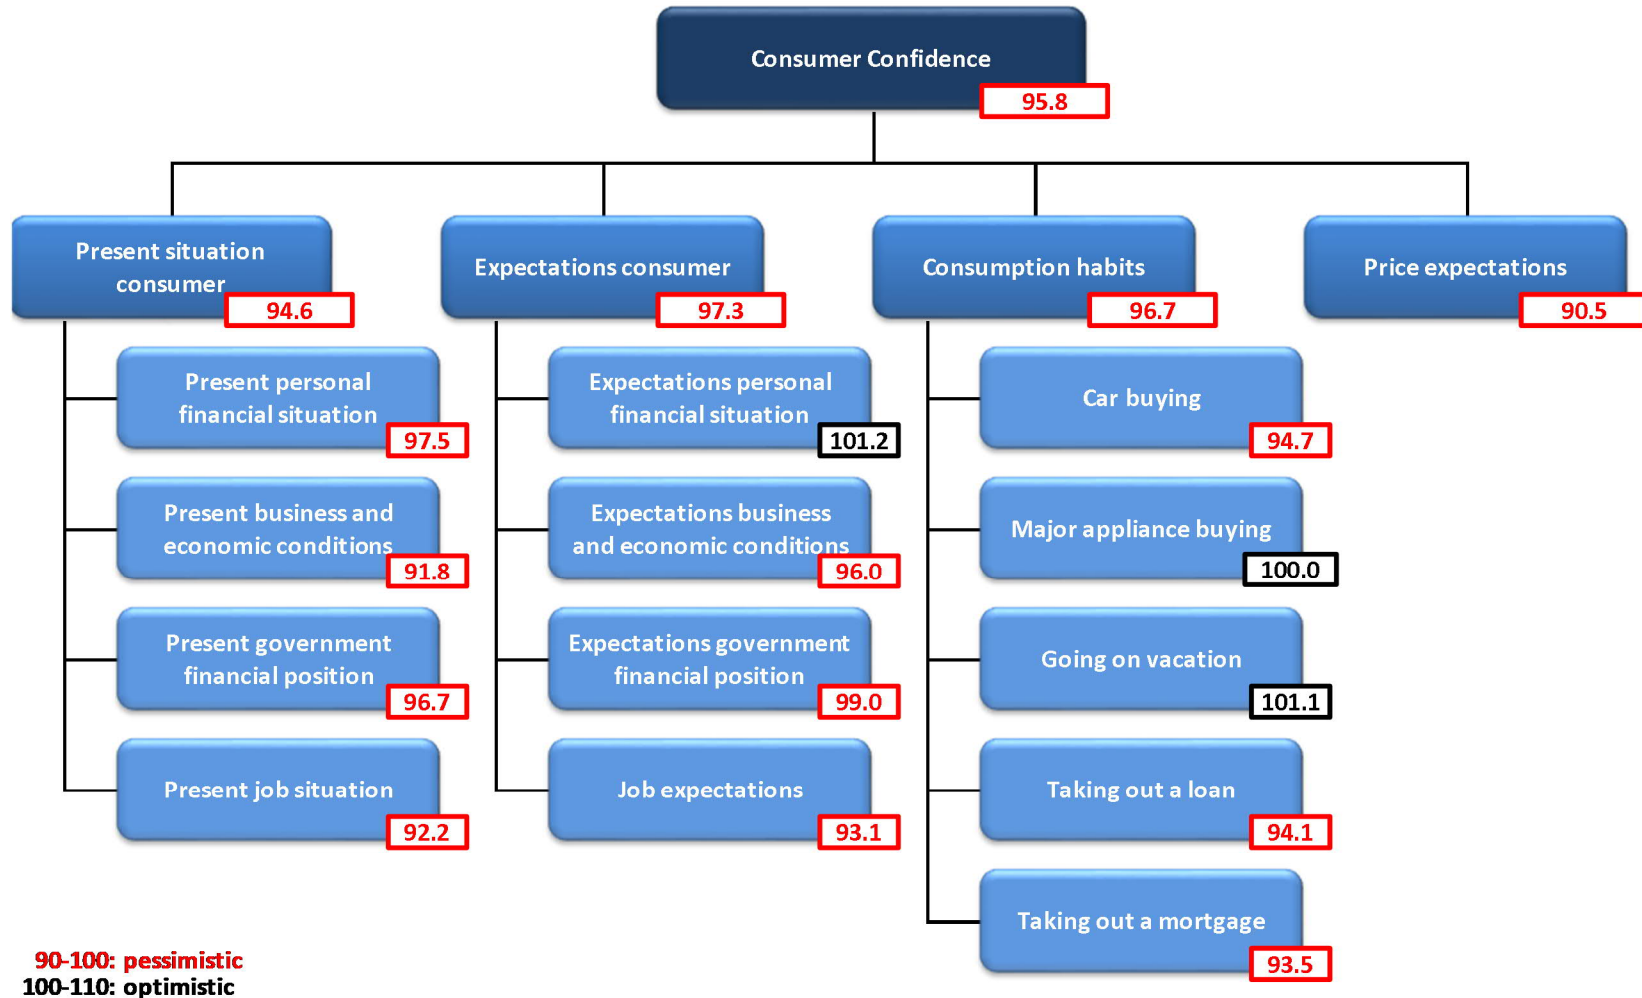 Consumer Confidence
95.8
Present situation
consumer
94.6
Expectations consumer
97.3
Consumption habits
96.7
Price expectations
90.5
Present personal
financial situation
97.5
Present business and
economic conditions
91.8
Present government
financial position
96.7
Present job situation
92.2
Expectations personal
financial situation
101.2
Expectations business
and economic conditions
96.0
Expectations government
financial position
99.0
Job expectations
93.1
Car buying
94.7
Major appliance buying
100.0
Going on vacation
101.1
Taking out a loan
94.1
Taking out a mortgage
93.5
90-100: pessimistic
100-110: optimistic